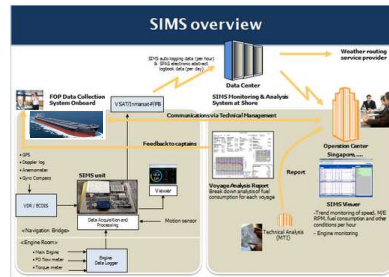 SIMS overview
SIMS auto logging data (per hour)
& SPAS electronic abstract
logbook data (per day)
Data Center
Weather routing
service provider
FOP Data Collection
System Onboard
VSAT/Inmarsat-F/FB
SIMS Monitoring & Analysis
System at Shore
Communications via Technical Management
Operation Center
Singapore,
Feedback to captains
• GPS
• Doppler log
• Anemometer
• Gyro Compass
SIMS unit
Viewer
VDR / ECDIS
Data Acquisition and
Processing
Motion sensor
<Navigation Bridge>
<Engine Room>
• Main Engine
• FO flow meter
• Torque meter
Engine
Data Logger
Voyage Analysis Report
Break down analysis of fuel
consumption for each voyage
Report
Technical Analysis
(MTI)
SIMS Viewer
-Trend monitoring of speed, M/E
RPM, fuel consumption and other
conditions per hour
- Engine monitoring